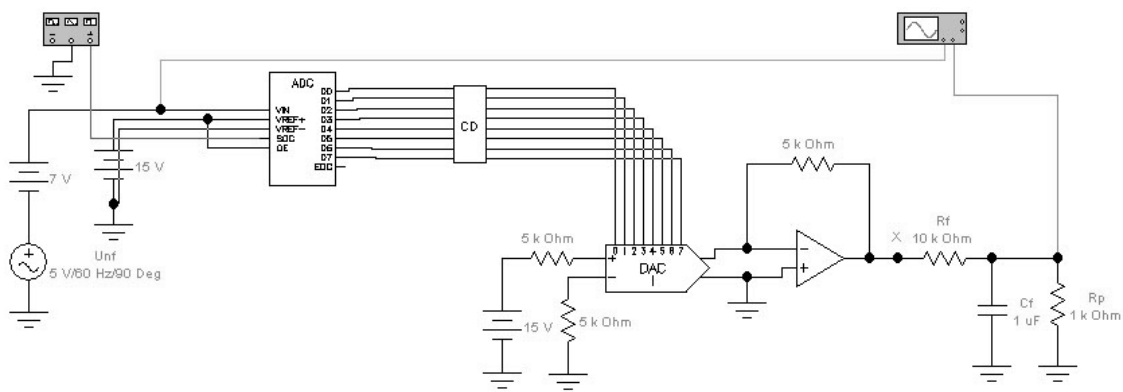 ADC
VIN
VREF+
VREF-
SOC
OE
D0
D1
D2
D3
D4
D5
D6
D7
EOC
CD
15 V
7 V
Unf
5 V/60 Hz/90 Deg
5 k Ohm
15 V
5 k Ohm
0 1 2 3 4 5 6 7
+
−
DAC
I
5 k Ohm
−
+
X
Rf
10 k Ohm
Cf
1 uF
Rp
1 k Ohm